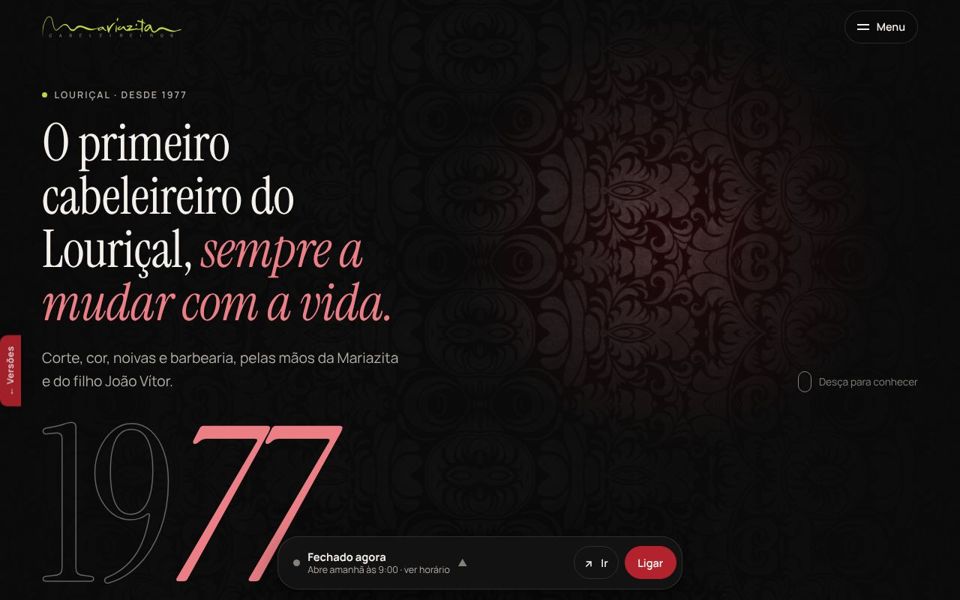 Mariazita
CABELEIREIROS
Menu
LOURIÇAL · DESDE 1977
O primeiro
cabeleireiro do
Louriçal, sempre a
mudar com a vida.
← Versões
Corte, cor, noivas e barbearia, pelas mãos da Mariazita
e do filho João Vítor.
Desça para conhecer
1977
Fechado agora
Abre amanhã às 9:00 · ver horário
Ir
Ligar